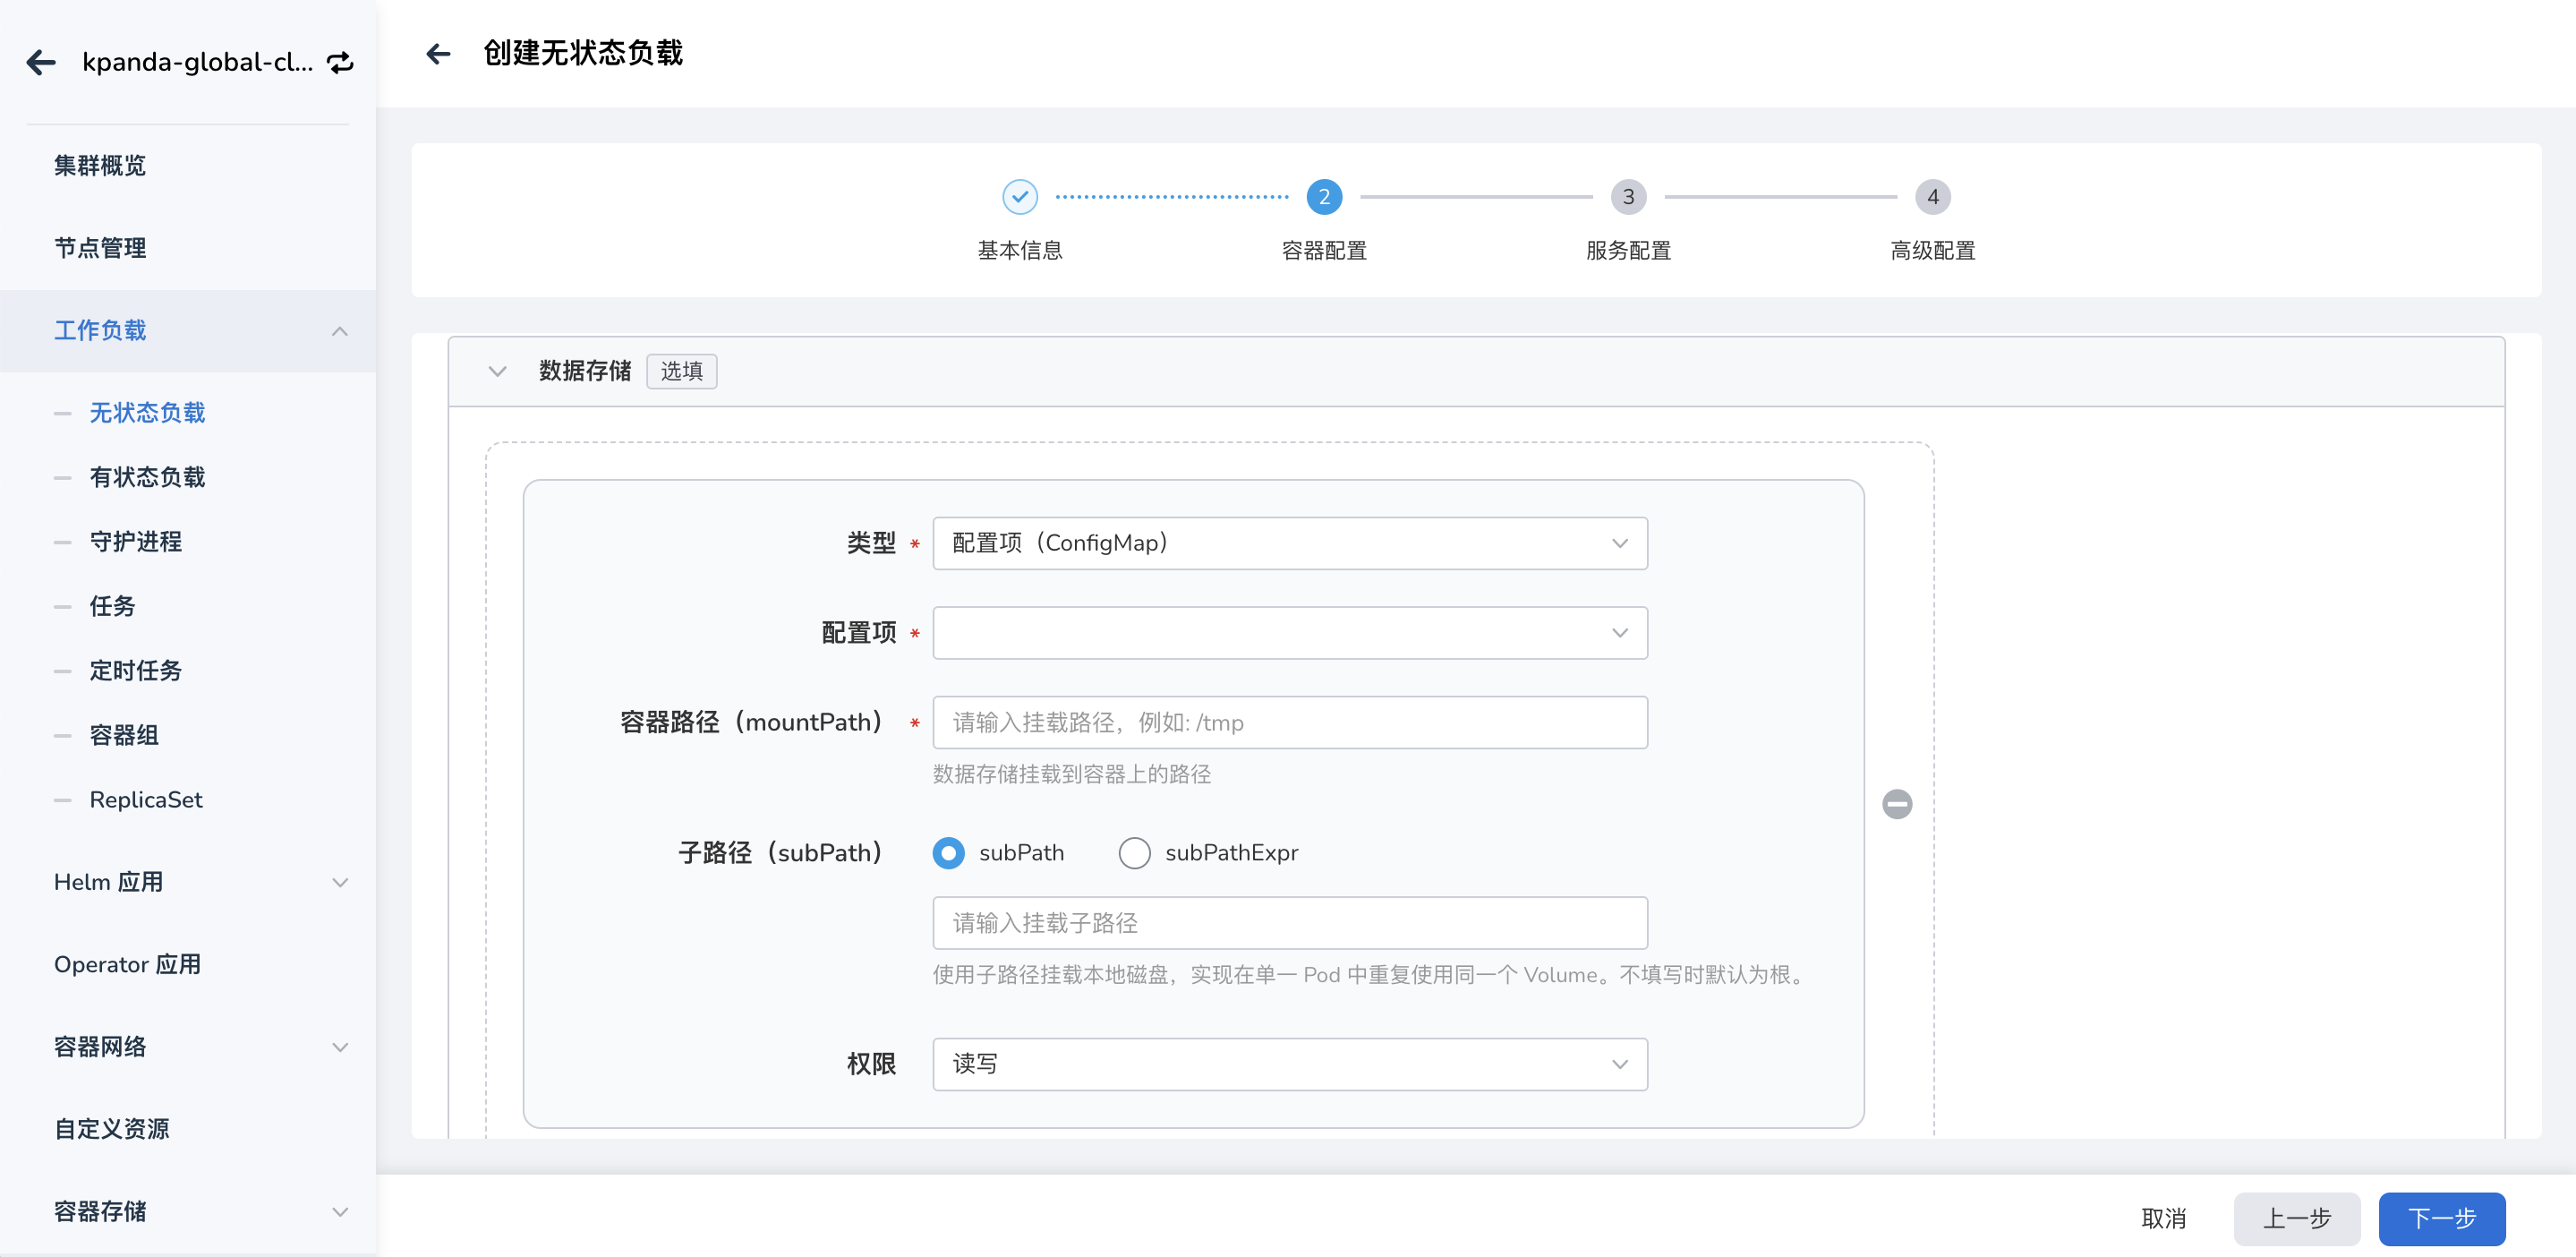 kpanda-global-cl...
集群概览
节点管理
工作负载
无状态负载
有状态负载
守护进程
任务
定时任务
容器组
ReplicaSet
Helm 应用
Operator 应用
容器网络
自定义资源
容器存储
创建无状态负载
2
3
4
基本信息
容器配置
服务配置
高级配置
数据存储 选填
类型 * 配置项（ConfigMap）
配置项 *
容器路径（mountPath） * 请输入挂载路径，例如: /tmp
数据存储挂载到容器上的路径
子路径（subPath） subPath subPathExpr
请输入挂载子路径
使用子路径挂载本地磁盘，实现在单一 Pod 中重复使用同一个 Volume。不填写时默认为根。
权限 读写
取消 上一步 下一步